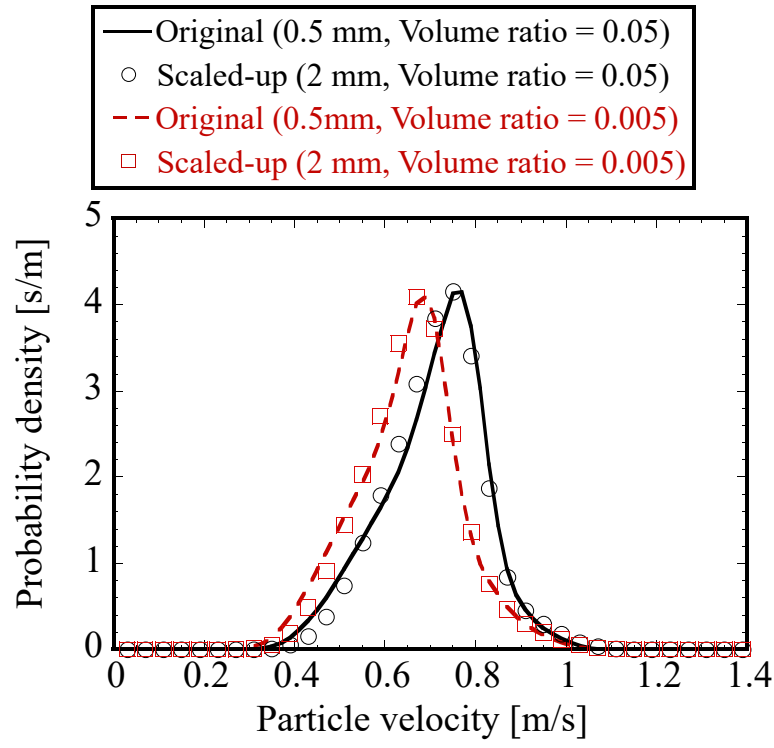 Original (0.5 mm, Volume ratio = 0.05)
Scaled-up (2 mm, Volume ratio = 0.05)
Original (0.5mm, Volume ratio = 0.005)
Scaled-up (2 mm, Volume ratio = 0.005)
5
4
3
2
1
0
Probability density [s/m]
0 0.2 0.4 0.6 0.8 1 1.2 1.4
Particle velocity [m/s]